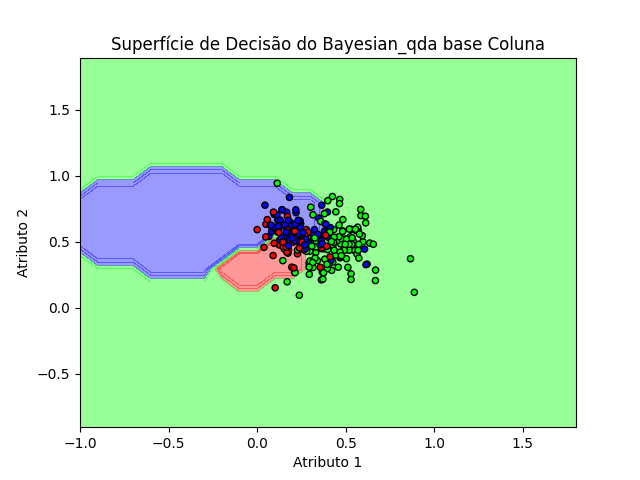 Superfície de Decisão do Bayesian_qda base Coluna
1.5
1.0
0.5
0.0
−0.5
Atributo 2
−1.0 −0.5 0.0 0.5 1.0 1.5
Atributo 1